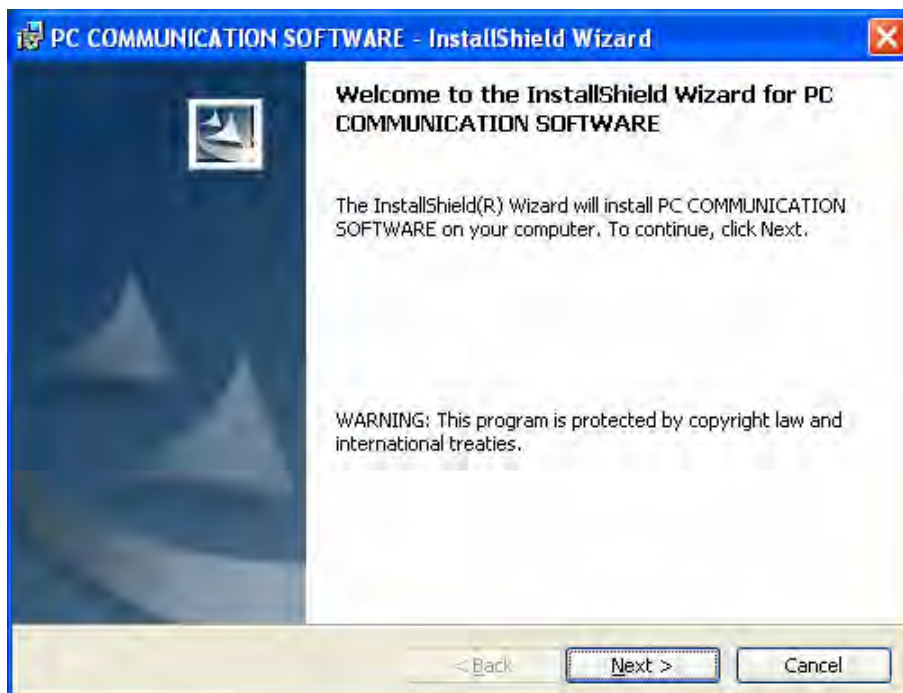 PC COMMUNICATION SOFTWARE - InstallShield Wizard
Welcome to the InstallShield Wizard for PC
COMMUNICATION SOFTWARE
The InstallShield(R) Wizard will install PC COMMUNICATION
SOFTWARE on your computer. To continue, click Next.
WARNING: This program is protected by copyright law and
international treaties.
< Back
Next >
Cancel